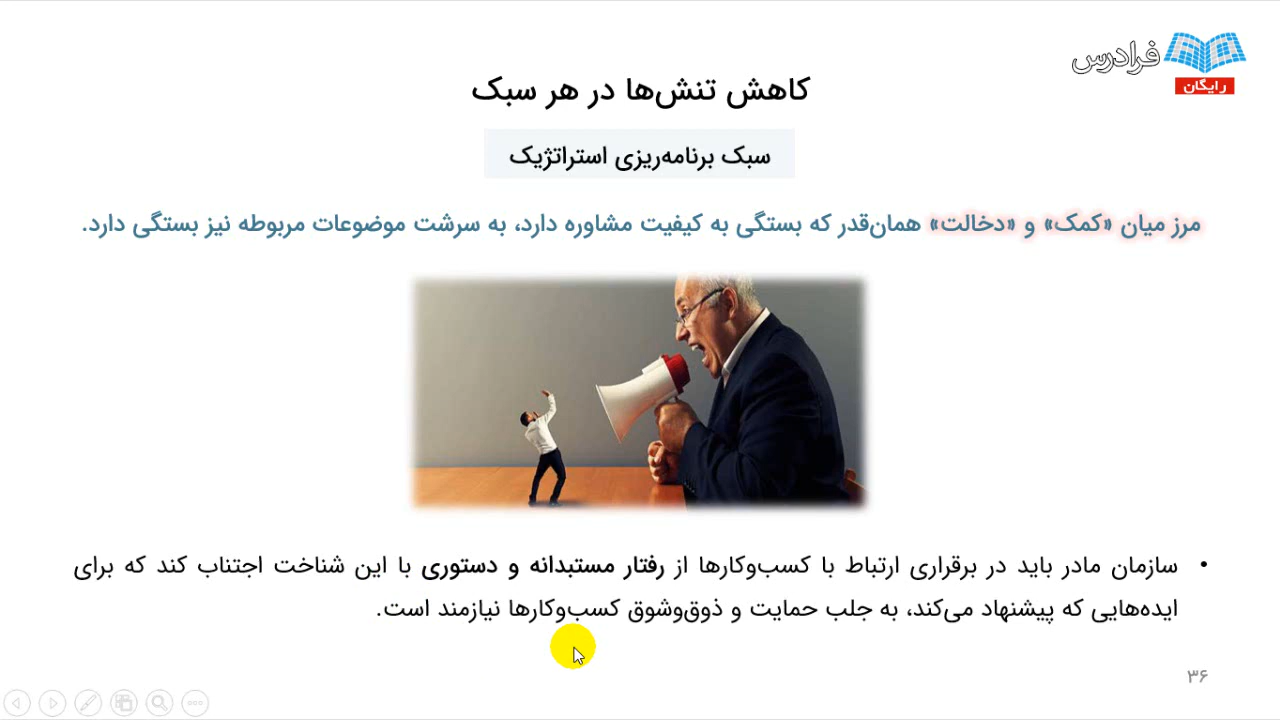 فرادرس
رایگان
کاهش تنش‌ها در هر سبک
سبک برنامه‌ریزی استراتژیک
مرز میان «کمک» و «دخالت» همان‌قدر که بستگی به کیفیت مشاوره دارد، به سرشت موضوعات مربوطه نیز بستگی دارد.
• سازمان مادر باید در برقراری ارتباط با کسب‌وکارها از رفتار مستبدانه و دستوری با این شناخت اجتناب کند که برای
ایده‌هایی که پیشنهاد می‌کند، به جلب حمایت و ذوق‌وشوق کسب‌وکارها نیازمند است.
۳۶